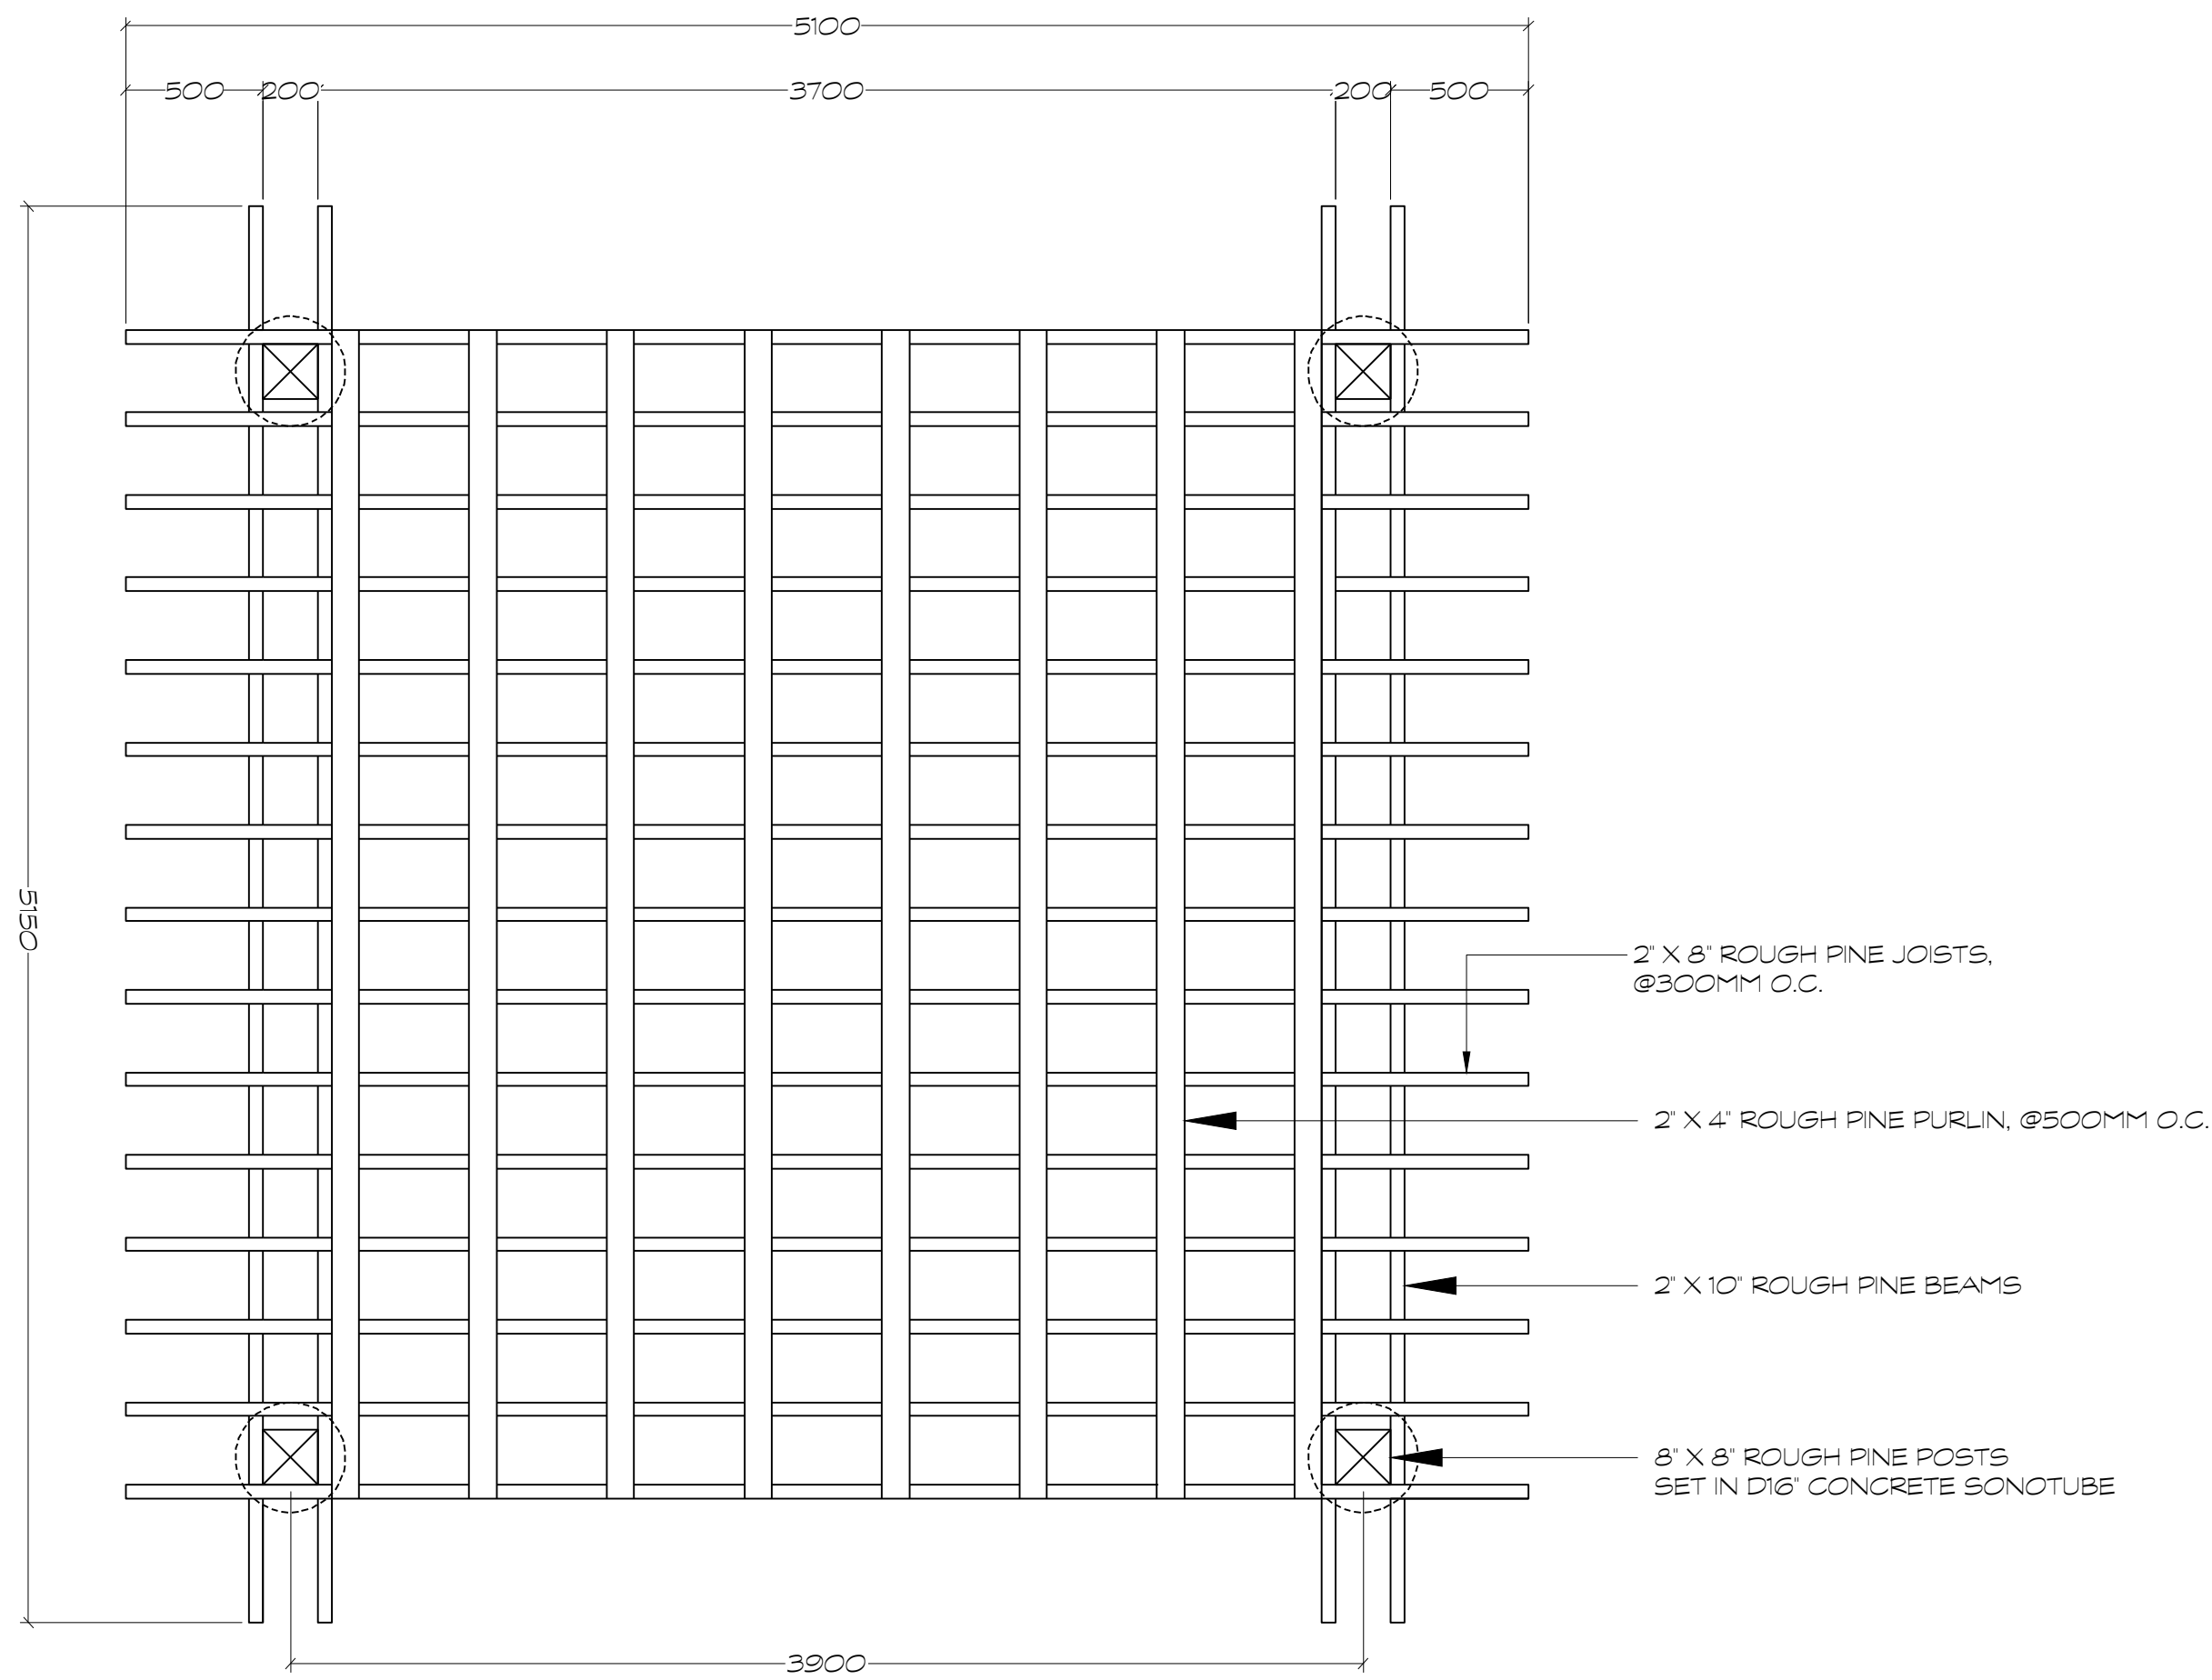 5100
500 200 3700 200 500
5150
2" X 8" ROUGH PINE JOISTS,
@300MM O.C.
2" X 4" ROUGH PINE PURLIN, @500MM O.C.
2" X 10" ROUGH PINE BEAMS
8" X 8" ROUGH PINE POSTS
SET IN D16" CONCRETE SONOTUBE
3900